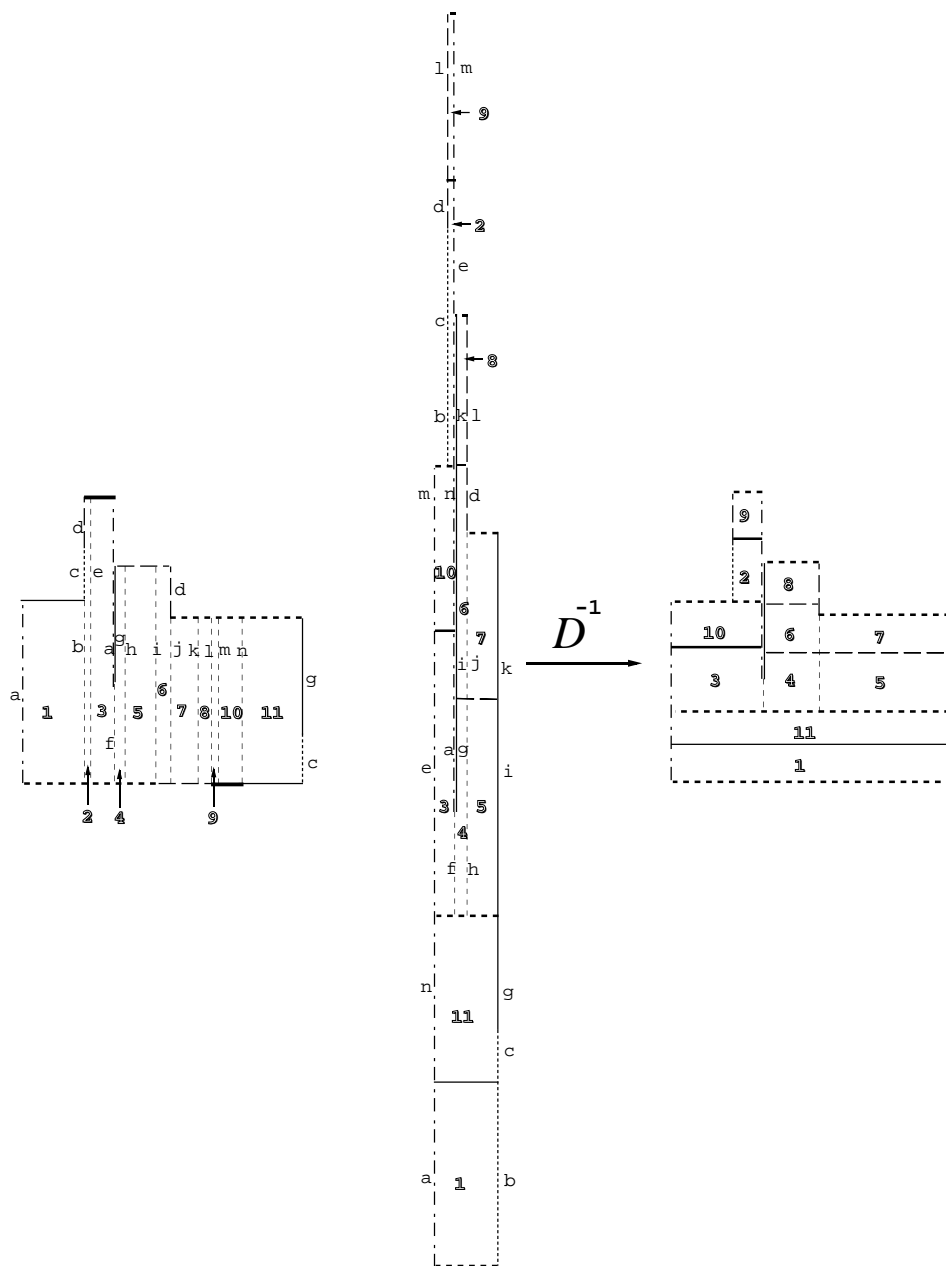 l m
9
d
2
e
c
8
b k l
m n d
d
9
c e
2
10
8
d
6
D⁻¹
b a g h i j k l m n
7
10 6 7
g
i j k
a
6
1 3 5 7 8 10 11
3 4 5
f
a g
i
11
c
e
1
3 5
2 4 9
4
f h
n g
11
c
a 1 b